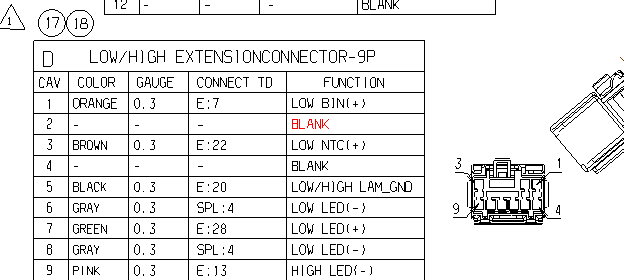 12 - - - BLANK
1 17 18
D LOW/HIGH EXTENSIONCONNECTOR-9P
CAV COLOR GAUGE CONNECT TO FUNCTION
1 ORANGE 0.3 E:7 LOW BIN(+)
2 - - - BLANK
3 BROWN 0.3 E:22 LOW NTC(+)
4 - - - BLANK
5 BLACK 0.3 E:20 LOW/HIGH LAM_GND
6 GRAY 0.3 SPL:4 LOW LED(-)
7 GREEN 0.3 E:28 LOW LED(+)
8 GRAY 0.3 SPL:4 LOW LED(-)
9 PINK 0.3 E:13 HIGH LED(-)
3 1
9 4